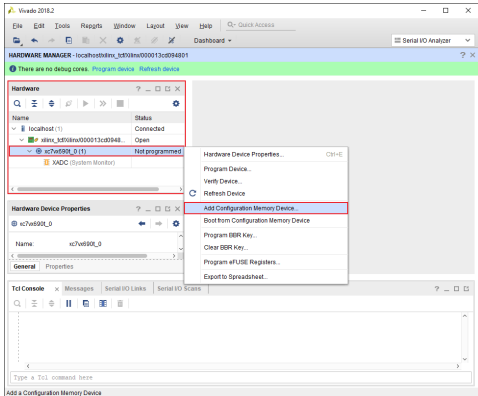 Vivado 2018.2
File Edit Tools Reports Window Layout View Help Q- Quick Access
Dashboard
Serial I/O Analyzer
HARDWARE MANAGER - localhost/xilinx_tcf/Xilinx/000013cd094801
There are no debug cores. Program device Refresh device
Hardware
Name Status
localhost (1) Connected
xilinx_tcf/Xilinx/000013cd0948... Open
xc7vx690t_0 (1) Not programmed
XADC (System Monitor)
Hardware Device Properties... Ctrl+E
Program Device...
Verify Device...
Refresh Device
Add Configuration Memory Device...
Boot from Configuration Memory Device
Program BBR Key...
Clear BBR Key...
Program eFUSE Registers...
Export to Spreadsheet...
Hardware Device Properties
xc7vx690t_0
Name: xc7vx690t_0
General Properties
Tcl Console Messages Serial I/O Links Serial I/O Scans
Type a Tcl command here
Add a Configuration Memory Device